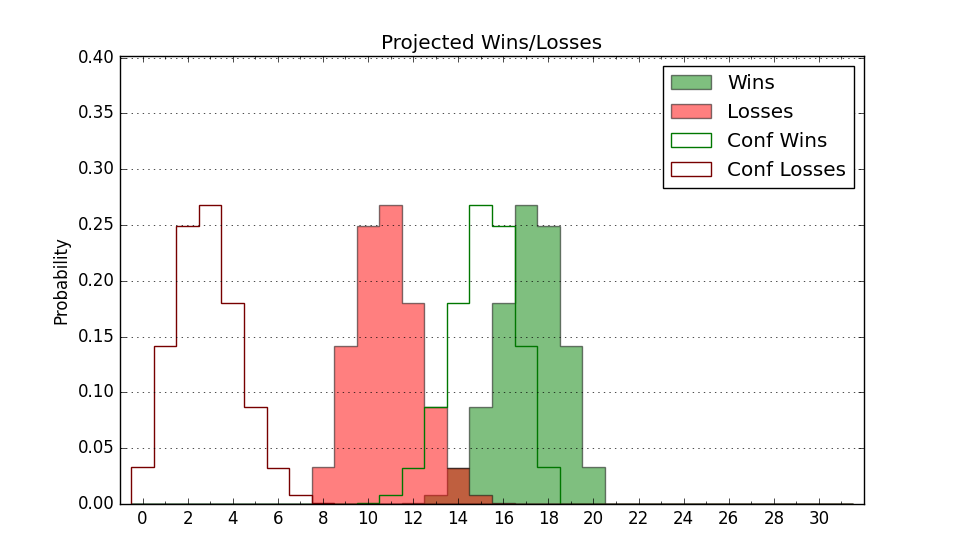 Projected Wins/Losses
Wins
Losses
Conf Wins
Conf Losses
Probability
0.40
0.35
0.30
0.25
0.20
0.15
0.10
0.05
0.00
0 2 4 6 8 10 12 14 16 18 20 22 24 26 28 30